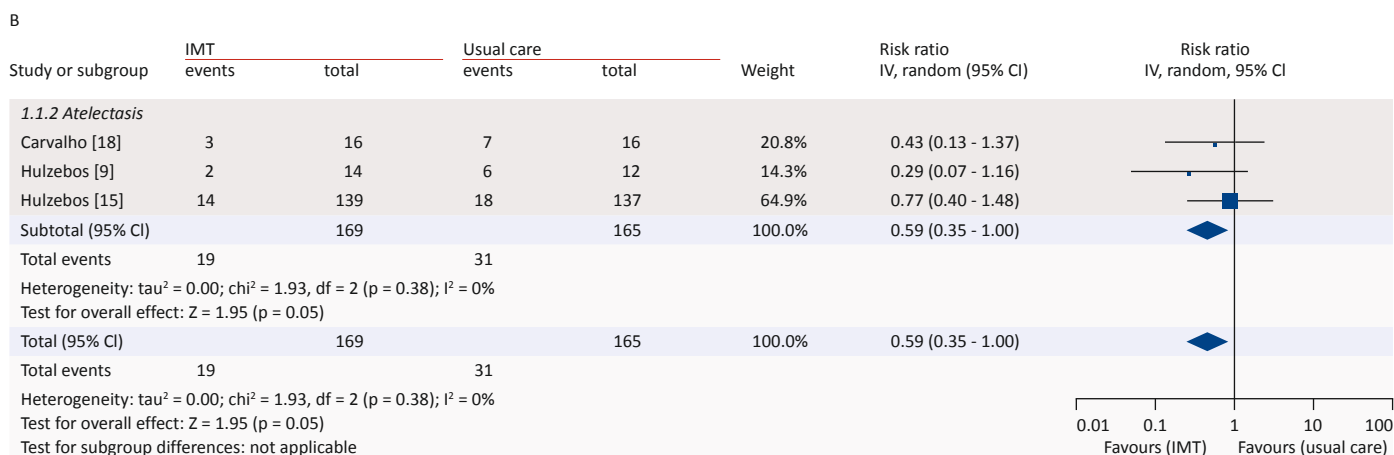 B
IMT Usual care Risk ratio Risk ratio
Study or subgroup events total events total Weight IV, random (95% CI) IV, random, 95% CI
1.1.2 Atelectasis
Carvalho [18] 3 16 7 16 20.8% 0.43 (0.13 - 1.37)
Hulzebos [9] 2 14 6 12 14.3% 0.29 (0.07 - 1.16)
Hulzebos [15] 14 139 18 137 64.9% 0.77 (0.40 - 1.48)
Subtotal (95% CI) 169 165 100.0% 0.59 (0.35 - 1.00)
Total events 19 31
Heterogeneity: tau² = 0.00; chi² = 1.93, df = 2 (p = 0.38); I² = 0%
Test for overall effect: Z = 1.95 (p = 0.05)
Total (95% CI) 169 165 100.0% 0.59 (0.35 - 1.00)
Total events 19 31
Heterogeneity: tau² = 0.00; chi² = 1.93, df = 2 (p = 0.38); I² = 0%
Test for overall effect: Z = 1.95 (p = 0.05)
0.01 0.1 1 10 100
Test for subgroup differences: not applicable Favours (IMT) Favours (usual care)